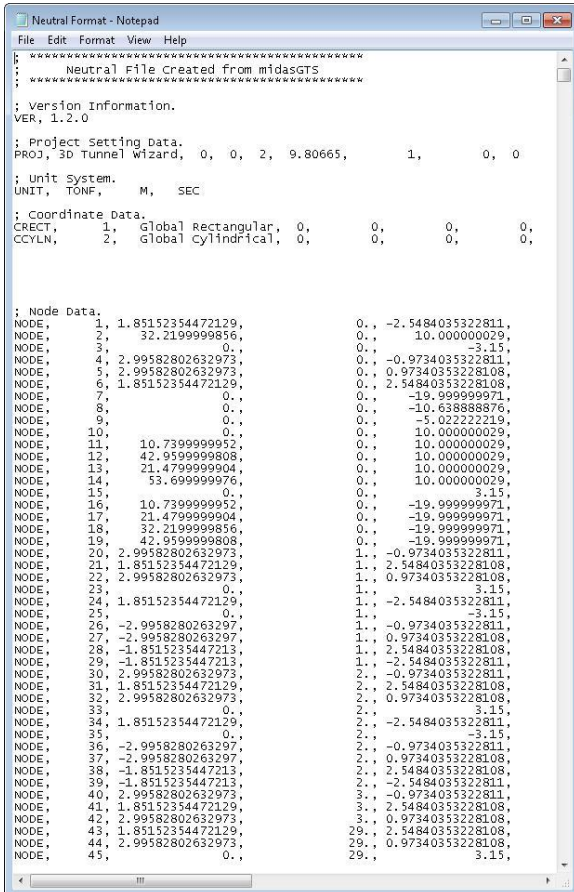 Neutral Format - Notepad
File Edit Format View Help
; *********************************************
; Neutral File Created from midasGTS
; *********************************************
; Version Information.
VER, 1.2.0
; Project Setting Data.
PROJ, 3D Tunnel Wizard, 0, 0, 2, 9.80665, 1, 0, 0
; Unit System.
UNIT, TONF, M, SEC
; Coordinate Data.
CRECT, 1, Global Rectangular, 0, 0, 0, 0,
CCYLN, 2, Global Cylindrical, 0, 0, 0, 0,
; Node Data.
NODE, 1, 1.85152354472129, 0., -2.5484035322811,
NODE, 2, 32.2199999856, 0., 10.000000029,
NODE, 3, 0., 0., -3.15,
NODE, 4, 2.99582802632973, 0., -0.9734035322811,
NODE, 5, 2.99582802632973, 0., 0.97340353228108,
NODE, 6, 1.85152354472129, 0., 2.54840353228108,
NODE, 7, 0., 0., -19.999999971,
NODE, 8, 0., 0., -10.638888876,
NODE, 9, 0., 0., -5.022222219,
NODE, 10, 0., 0., 10.000000029,
NODE, 11, 10.7399999952, 0., 10.000000029,
NODE, 12, 42.9599999808, 0., 10.000000029,
NODE, 13, 21.4799999904, 0., 10.000000029,
NODE, 14, 53.699999976, 0., 10.000000029,
NODE, 15, 0., 0., 3.15,
NODE, 16, 10.7399999952, 0., -19.999999971,
NODE, 17, 21.4799999904, 0., -19.999999971,
NODE, 18, 32.2199999856, 0., -19.999999971,
NODE, 19, 42.9599999808, 0., -19.999999971,
NODE, 20, 2.99582802632973, 1., -0.9734035322811,
NODE, 21, 1.85152354472129, 1., 2.54840353228108,
NODE, 22, 2.99582802632973, 1., 0.97340353228108,
NODE, 23, 0., 1., 3.15,
NODE, 24, 1.85152354472129, 1., -2.5484035322811,
NODE, 25, 0., 1., -3.15,
NODE, 26, -2.9958280263297, 1., -0.9734035322811,
NODE, 27, -2.9958280263297, 1., 0.97340353228108,
NODE, 28, -1.8515235447213, 1., 2.54840353228108,
NODE, 29, -1.8515235447213, 1., -2.5484035322811,
NODE, 30, 2.99582802632973, 2., -0.9734035322811,
NODE, 31, 1.85152354472129, 2., 2.54840353228108,
NODE, 32, 2.99582802632973, 2., 0.97340353228108,
NODE, 33, 0., 2., 3.15,
NODE, 34, 1.85152354472129, 2., -2.5484035322811,
NODE, 35, 0., 2., -3.15,
NODE, 36, -2.9958280263297, 2., -0.9734035322811,
NODE, 37, -2.9958280263297, 2., 0.97340353228108,
NODE, 38, -1.8515235447213, 2., 2.54840353228108,
NODE, 39, -1.8515235447213, 2., -2.5484035322811,
NODE, 40, 2.99582802632973, 3., -0.9734035322811,
NODE, 41, 1.85152354472129, 3., 2.54840353228108,
NODE, 42, 2.99582802632973, 3., 0.97340353228108,
NODE, 43, 1.85152354472129, 29., 2.54840353228108,
NODE, 44, 2.99582802632973, 29., 0.97340353228108,
NODE, 45, 0., 29., 3.15,